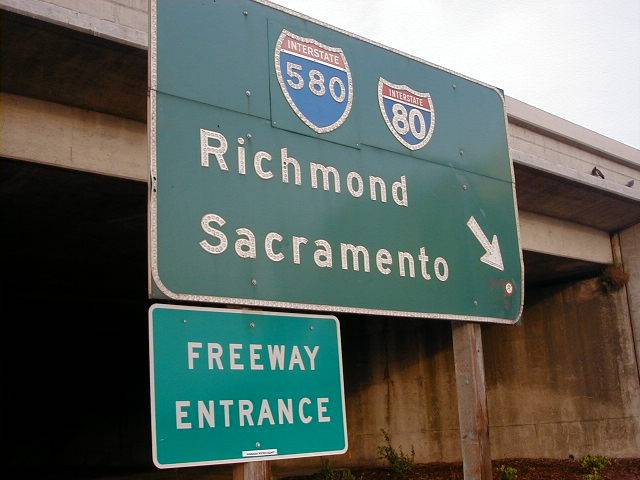 INTERSTATE
580
INTERSTATE
80
Richmond
Sacramento
FREEWAY
ENTRANCE